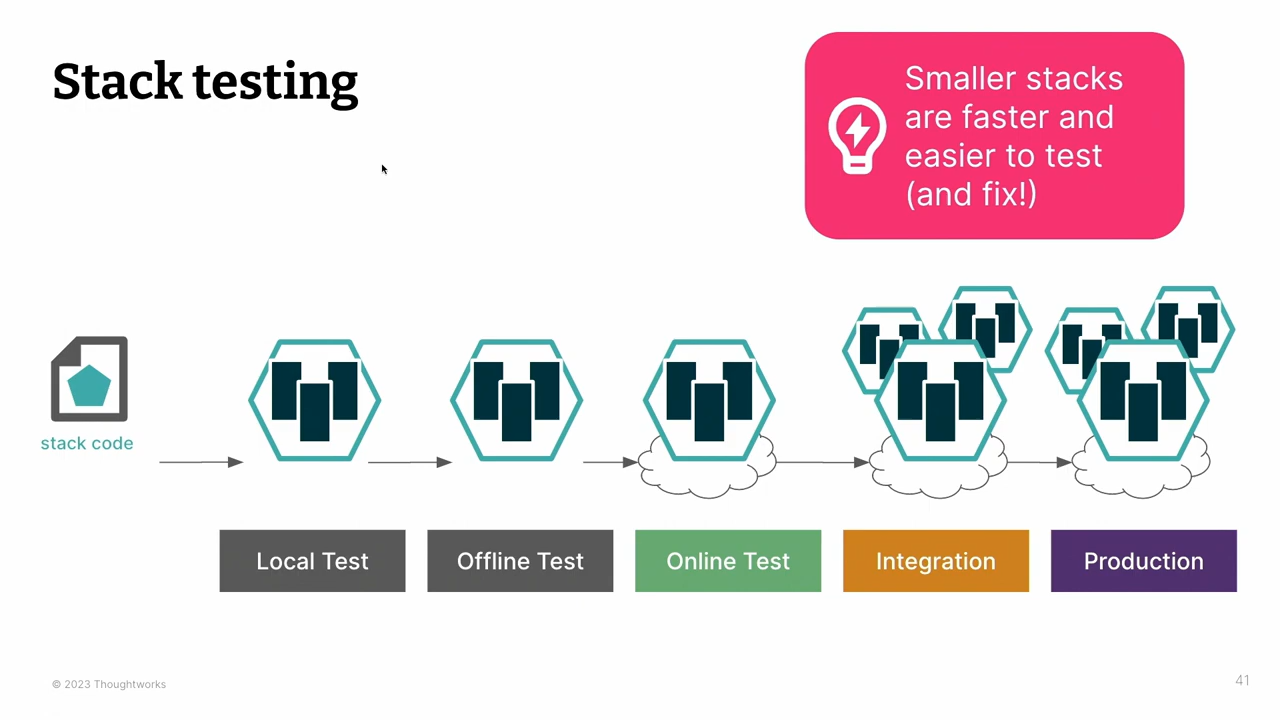 Stack testing
Smaller stacks
are faster and
easier to test
(and fix!)
stack code
Local Test
Offline Test
Online Test
Integration
Production
© 2023 Thoughtworks
41